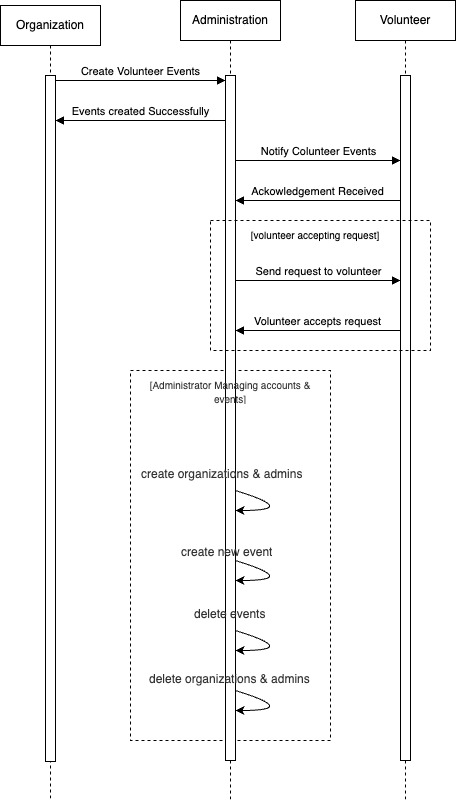 Organization
Administration
Volunteer
Create Volunteer Events
Events created Successfully
Notify Colunteer Events
Ackowledgement Received
[volunteer accepting request]
Send request to volunteer
Volunteer accepts request
[Administrator Managing accounts &
events]
create organizations & admins
create new event
delete events
delete organizations & admins